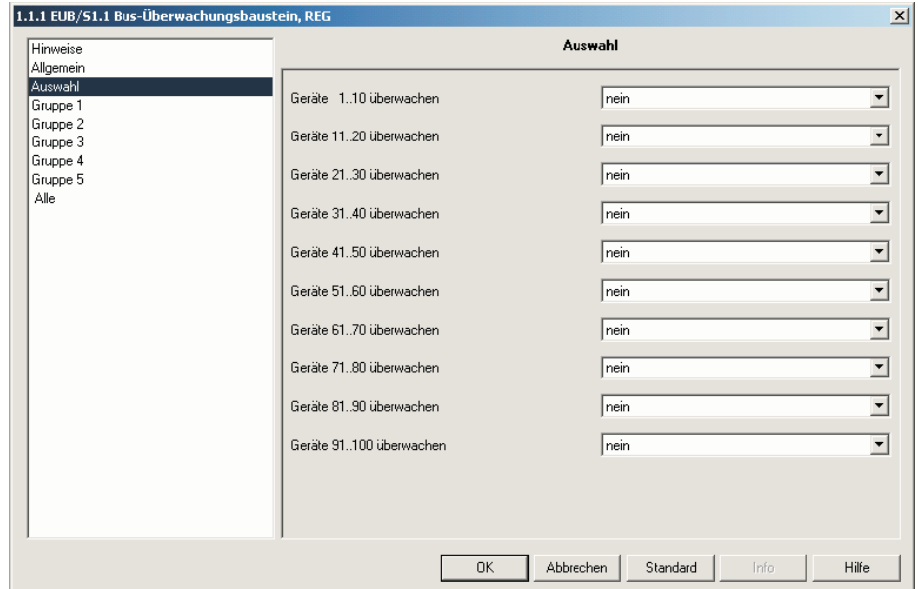 1.1.1 EUB/S1.1 Bus-Überwachungsbaustein, REG
Hinweise
Allgemein
Auswahl
Gruppe 1
Gruppe 2
Gruppe 3
Gruppe 4
Gruppe 5
Alle
Auswahl
Geräte 1..10 überwachen nein
Geräte 11..20 überwachen nein
Geräte 21..30 überwachen nein
Geräte 31..40 überwachen nein
Geräte 41..50 überwachen nein
Geräte 51..60 überwachen nein
Geräte 61..70 überwachen nein
Geräte 71..80 überwachen nein
Geräte 81..90 überwachen nein
Geräte 91..100 überwachen nein
OK Abbrechen Standard Info Hilfe